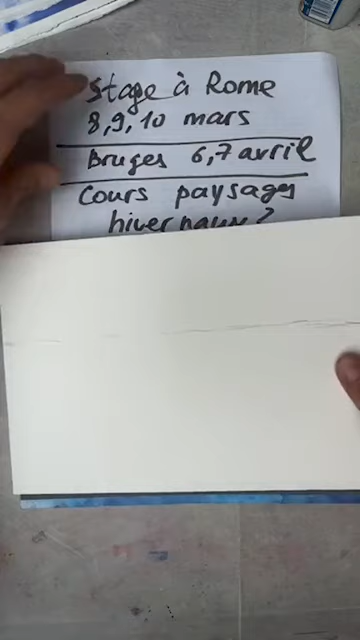 Stage à Rome
8,9,10 mars
Bruges 6,7 avril
Cours paysages
hivernaux?